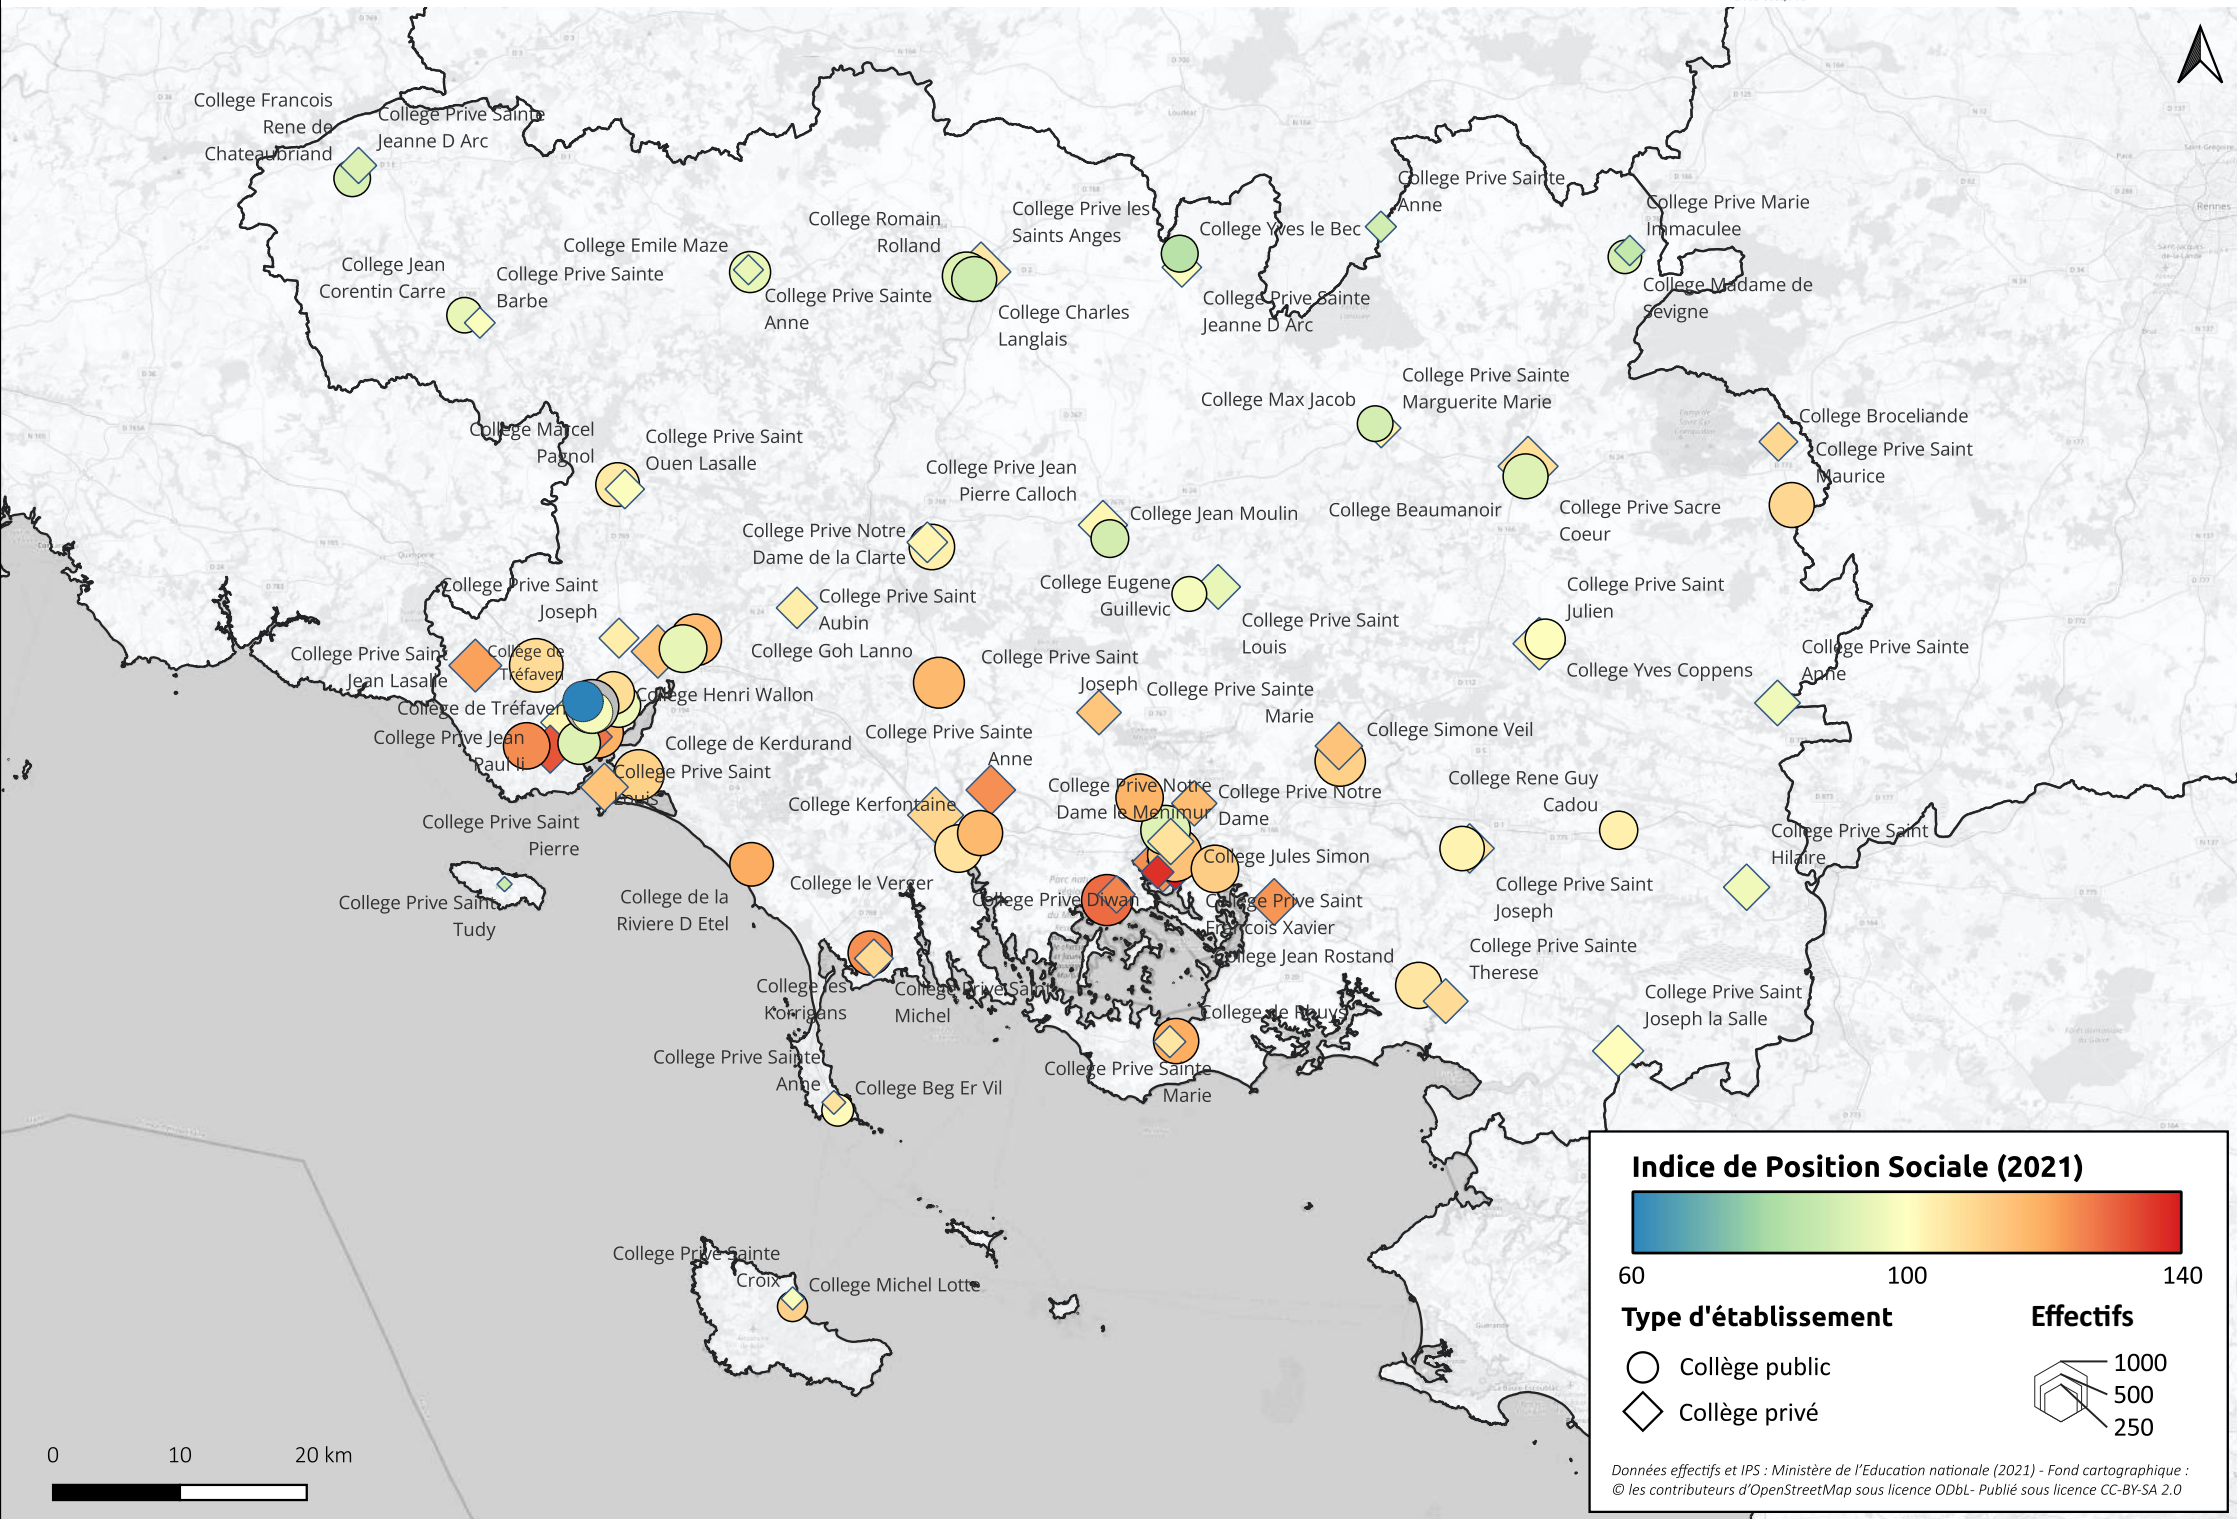 College Francois
Rene de
Chateaubriand
College Prive Sainte
Jeanne D Arc
College Prive Sainte
Anne
College Prive Marie
Immaculee
College Romain
Rolland
College Prive les
Saints Anges
College Yves le Bec
College Emile Maze
College Jean
Corentin Carre
College Prive Sainte
Barbe
College Prive Sainte
Anne
College Charles
Langlais
College Prive Sainte
Jeanne D Arc
College Madame de
Sevigne
College Max Jacob
College Prive Sainte
Marguerite Marie
College Broceliande
College Prive Saint
Maurice
College Marcel
Pagnol
College Prive Saint
Ouen Lasalle
College Prive Jean
Pierre Calloch
College Jean Moulin
College Beaumanoir
College Prive Sacre
Coeur
College Prive Notre
Dame de la Clarte
College Prive Saint
Joseph
College Prive Saint
Aubin
College Eugene
Guillevic
College Prive Saint
Louis
College Prive Saint
Julien
College Yves Coppens
College Prive Sainte
Anne
College Prive Saint
Jean Lasalle
Collège de
Tréfaven
College Goh Lanno
College Prive Saint
Joseph
College Prive Sainte
Marie
College Henri Wallon
College de Tréfaven
College Prive Jean
Paul Ii
College de Kerdurand
College Prive Saint
Louis
College Prive Sainte
Anne
College Simone Veil
College Rene Guy
Cadou
College Prive Saint
Pierre
College Kerfontaine
College Prive Notre
Dame le Menimur
College Prive Notre
Dame
College Prive Saint
Hilaire
College Jules Simon
College Prive Saint
Tudy
College de la
Riviere D Etel
College le Verger
College Prive Diwan
College Prive Saint
Francois Xavier
College Prive Saint
Joseph
College Jean Rostand
College Prive Sainte
Therese
College les
Korrigans
College Prive Saint
Michel
College de Rhuys
College Prive Saint
Joseph la Salle
College Prive Sainte
Anne
College Beg Er Vil
College Prive Sainte
Marie
College Prive Sainte
Croix
College Michel Lotte
0 10 20 km
Indice de Position Sociale (2021)
60 100 140
Type d'établissement
Collège public
Collège privé
Effectifs
1000
500
250
Données effectifs et IPS : Ministère de l'Education nationale (2021) - Fond cartographique :
© les contributeurs d'OpenStreetMap sous licence ODbL- Publié sous licence CC-BY-SA 2.0